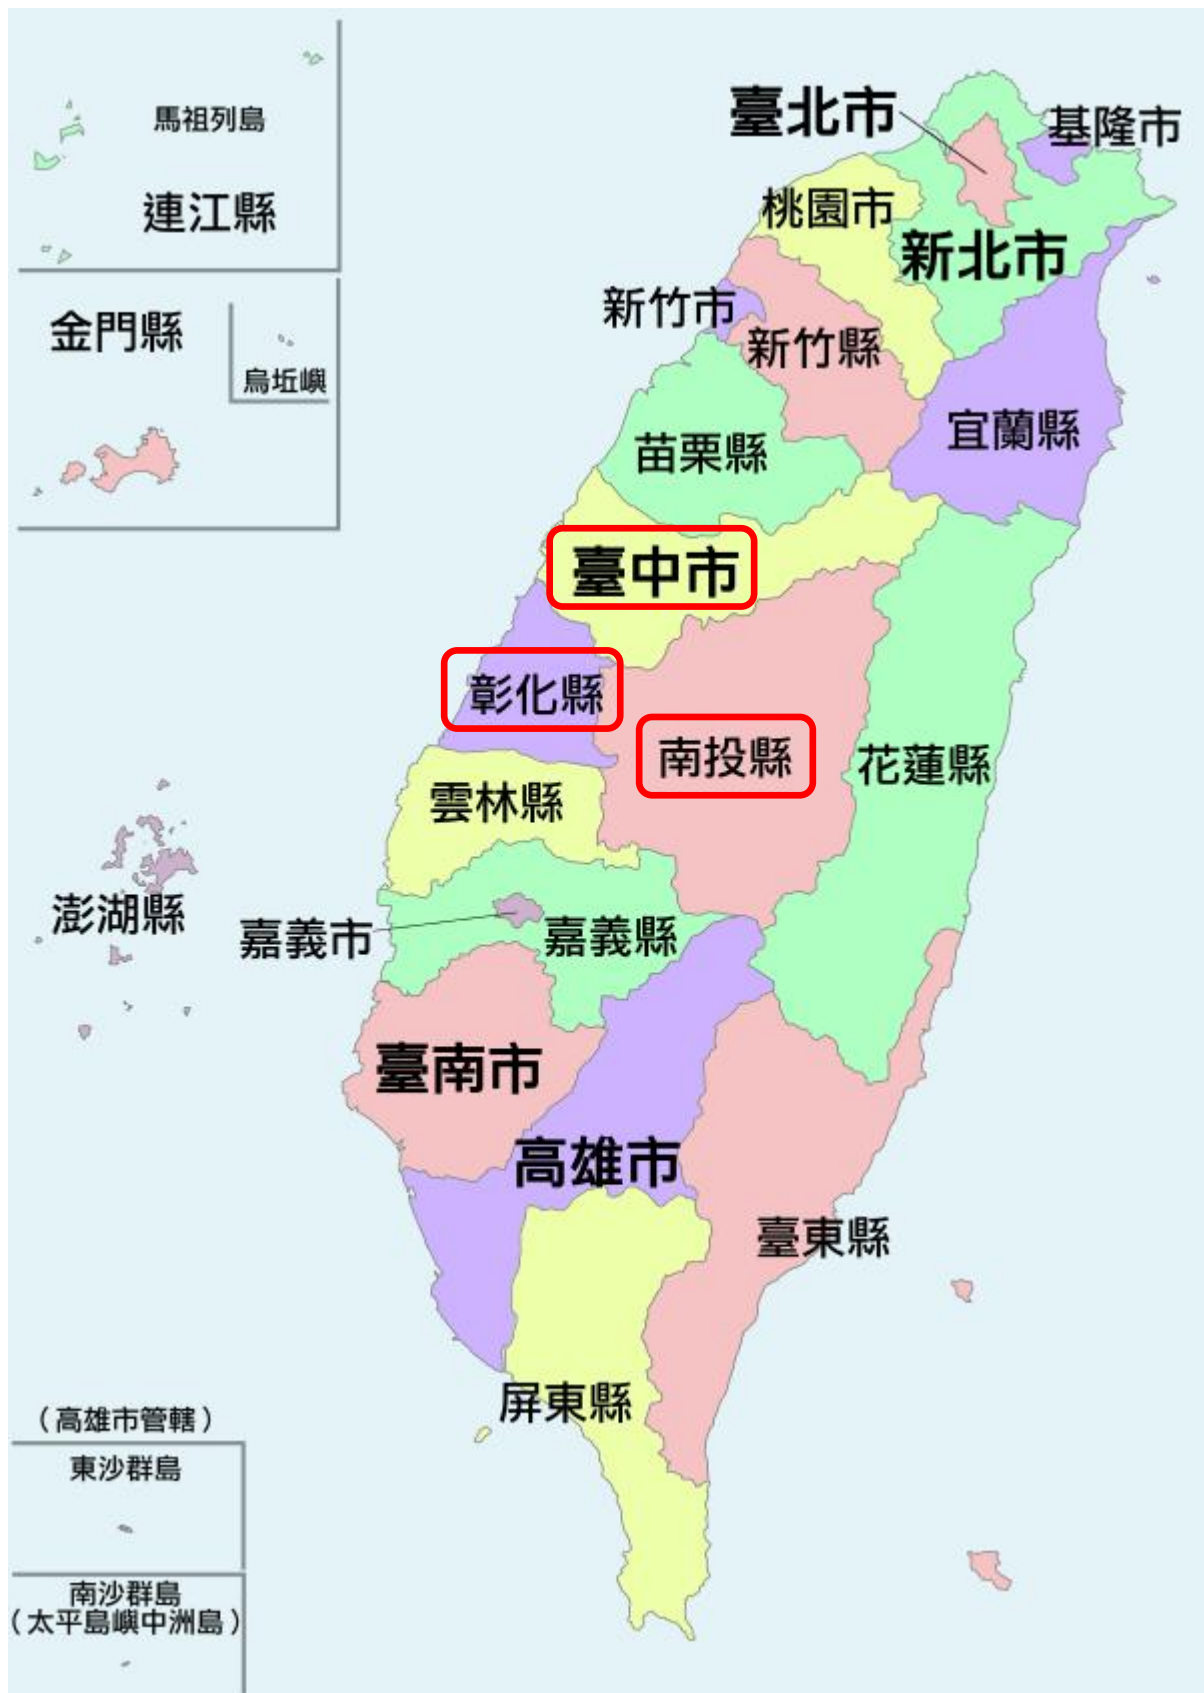 馬祖列島
連江縣
金門縣
烏坵嶼
臺北市
基隆市
桃園市
新北市
新竹市
新竹縣
宜蘭縣
苗栗縣
臺中市
彰化縣
南投縣
花蓮縣
雲林縣
澎湖縣
嘉義市
嘉義縣
臺南市
高雄市
臺東縣
屏東縣
（高雄市管轄）
東沙群島
南沙群島
（太平島嶼中洲島）